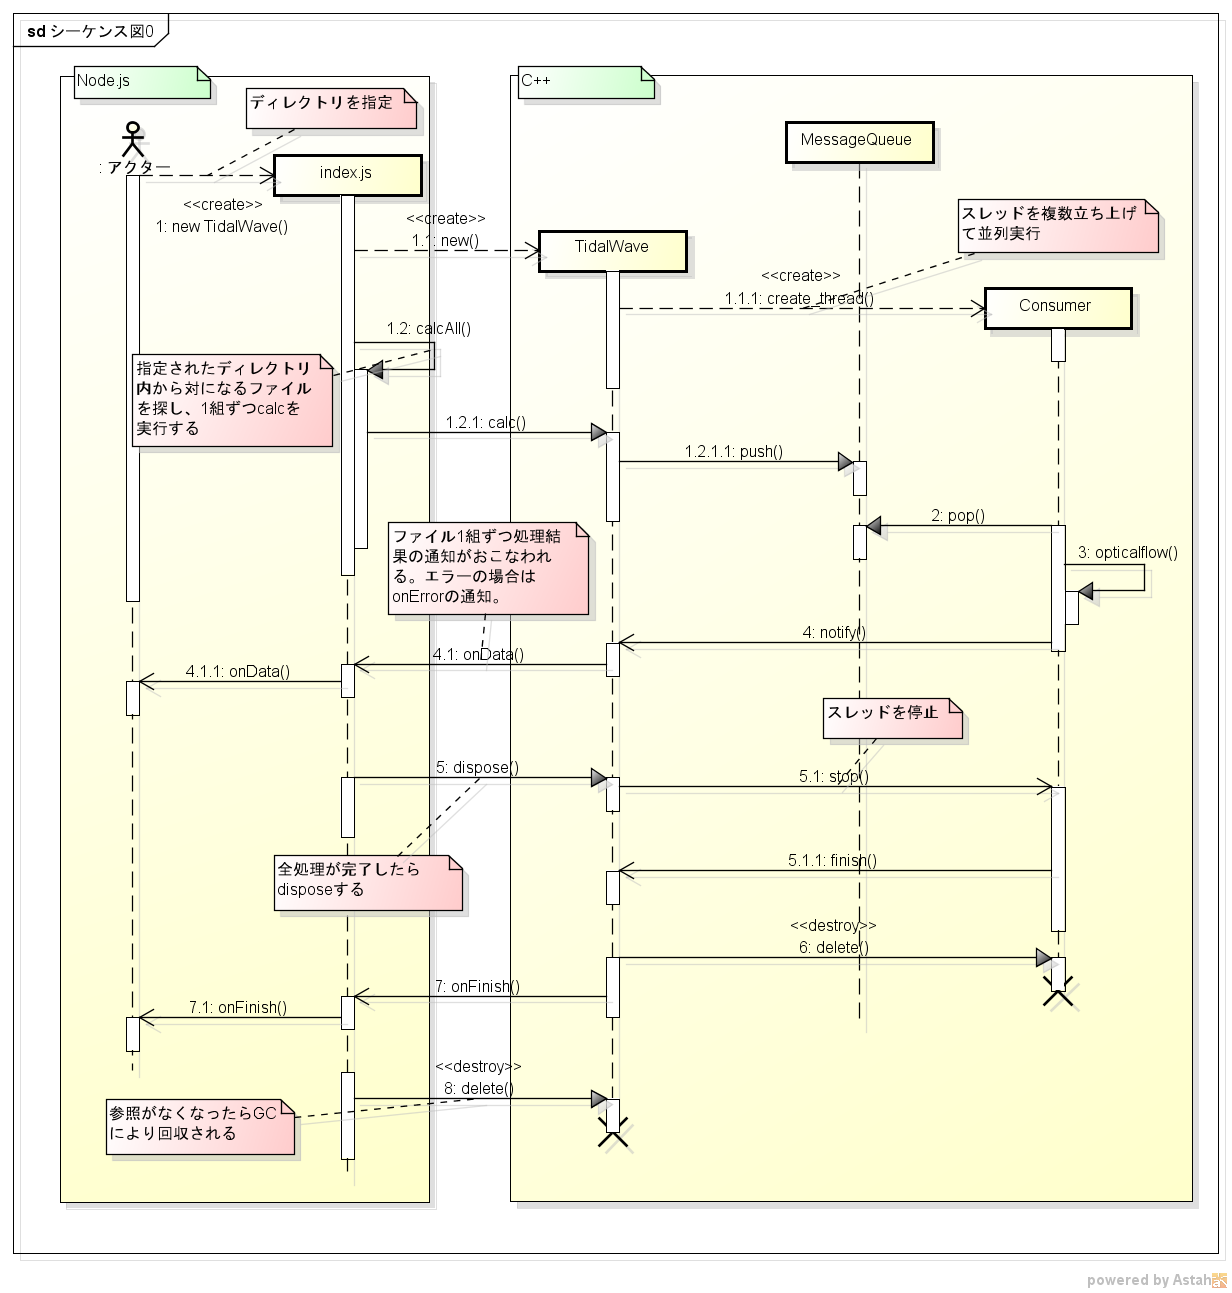 sd シーケンス図0
Node.js
C++
ディレクトリを指定
MessageQueue
: アクター
index.js
<<create>>
1: new TidalWave()
<<create>>
1.1: new()
TidalWave
スレッドを複数立ち上げ
て並列実行
<<create>>
1.1.1: create_thread()
Consumer
1.2: calcAll()
指定されたディレクトリ
内から対になるファイル
を探し、1組ずつcalcを
実行する
1.2.1: calc()
1.2.1.1: push()
2: pop()
3: opticalflow()
ファイル1組ずつ処理結
果の通知がおこなわれ
る。エラーの場合は
onErrorの通知。
4: notify()
4.1: onData()
4.1.1: onData()
スレッドを停止
5: dispose()
5.1: stop()
全処理が完了したら
disposeする
5.1.1: finish()
<<destroy>>
6: delete()
7: onFinish()
7.1: onFinish()
<<destroy>>
8: delete()
参照がなくなったらGC
により回収される
powered by Astah